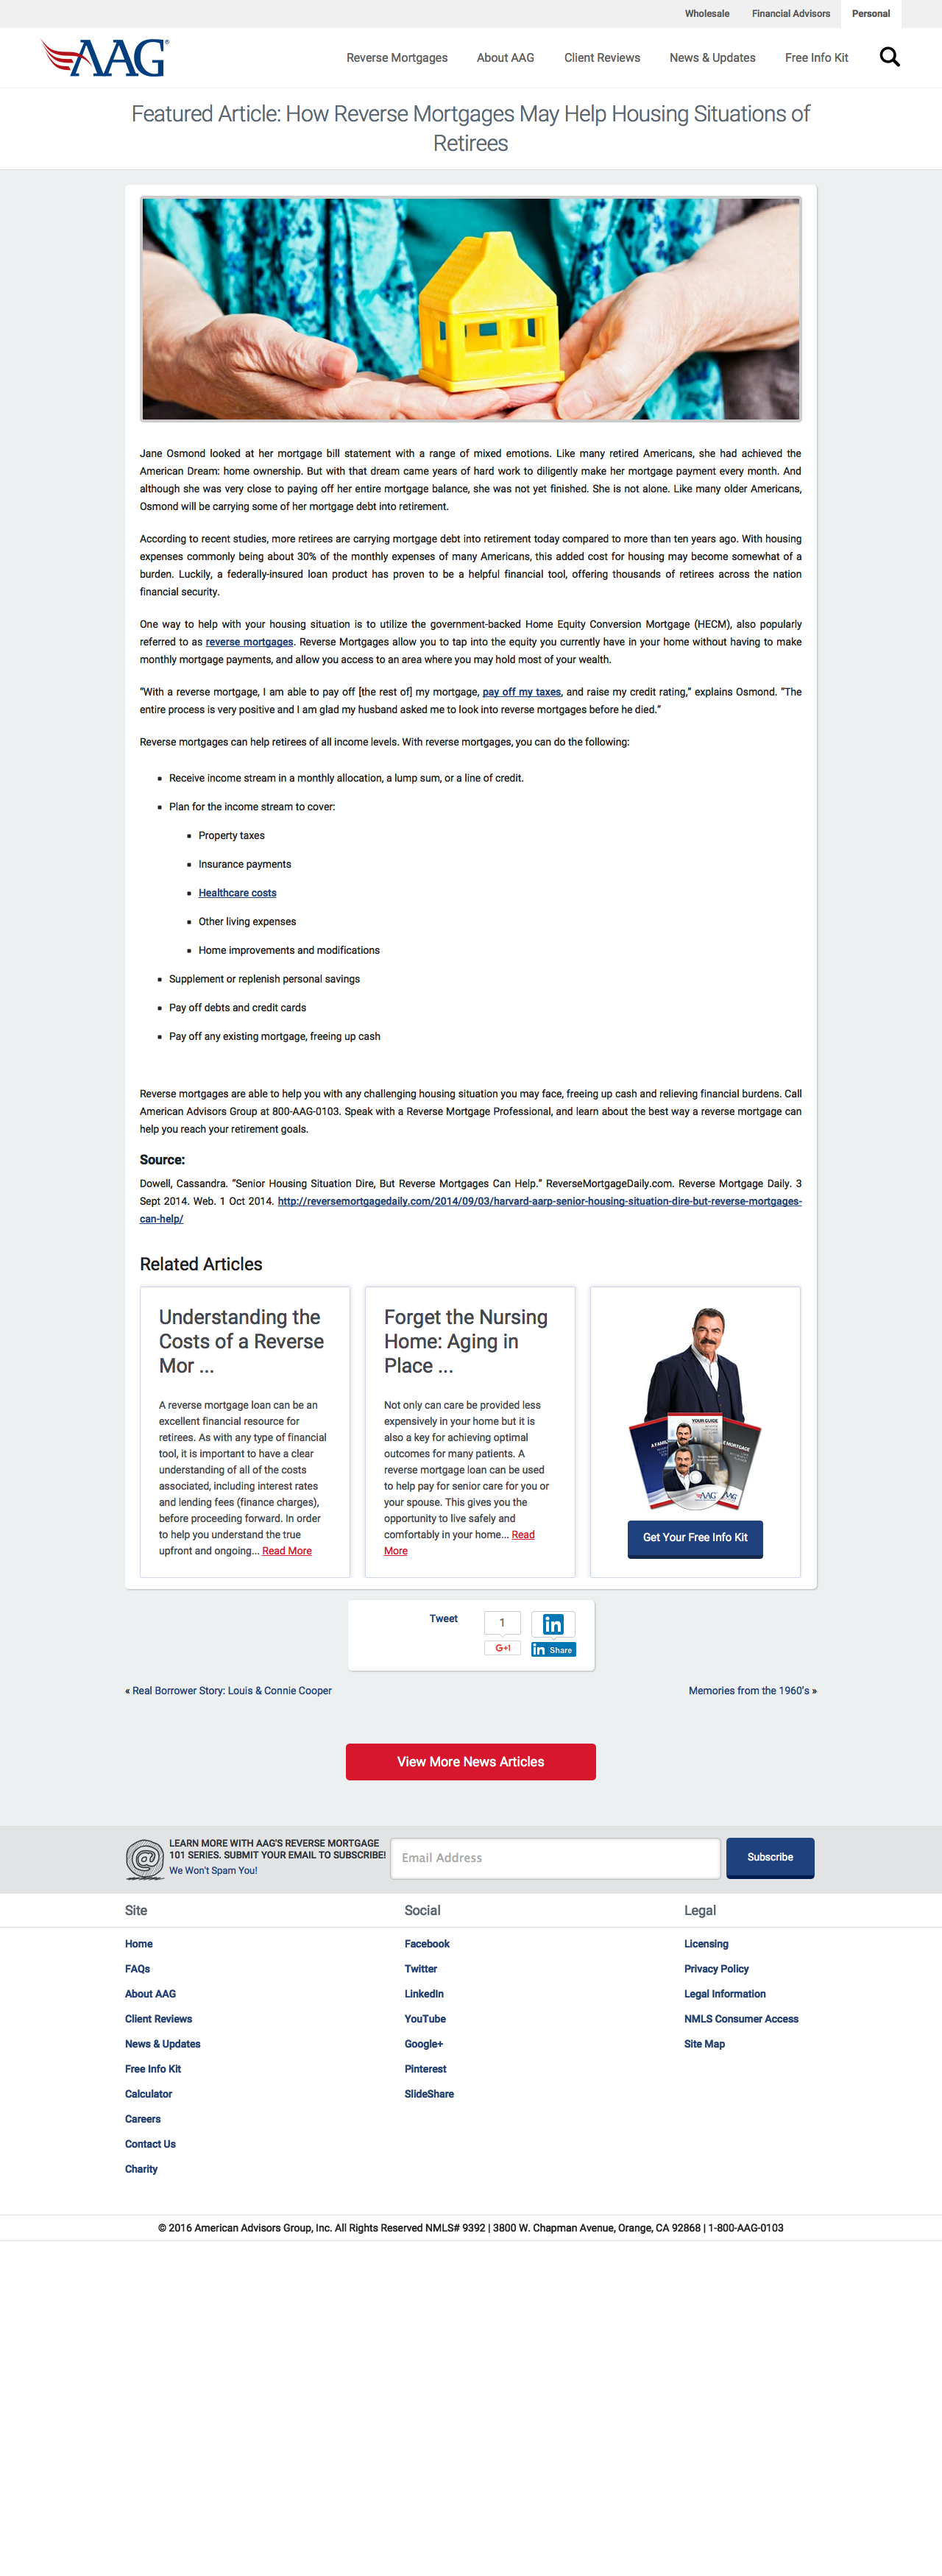 Wholesale Financial Advisors Personal
AAG®
Reverse Mortgages About AAG Client Reviews News & Updates Free Info Kit
Featured Article: How Reverse Mortgages May Help Housing Situations of
Retirees
Jane Osmond looked at her mortgage bill statement with a range of mixed emotions. Like many retired Americans, she had achieved the
American Dream: home ownership. But with that dream came years of hard work to diligently make her mortgage payment every month. And
although she was very close to paying off her entire mortgage balance, she was not yet finished. She is not alone. Like many older Americans,
Osmond will be carrying some of her mortgage debt into retirement.
According to recent studies, more retirees are carrying mortgage debt into retirement today compared to more than ten years ago. With housing
expenses commonly being about 30% of the monthly expenses of many Americans, this added cost for housing may become somewhat of a
burden. Luckily, a federally-insured loan product has proven to be a helpful financial tool, offering thousands of retirees across the nation
financial security.
One way to help with your housing situation is to utilize the government-backed Home Equity Conversion Mortgage (HECM), also popularly
referred to as reverse mortgages. Reverse Mortgages allow you to tap into the equity you currently have in your home without having to make
monthly mortgage payments, and allow you access to an area where you may hold most of your wealth.
“With a reverse mortgage, I am able to pay off [the rest of] my mortgage, pay off my taxes, and raise my credit rating,” explains Osmond. “The
entire process is very positive and I am glad my husband asked me to look into reverse mortgages before he died.”
Reverse mortgages can help retirees of all income levels. With reverse mortgages, you can do the following:
Receive income stream in a monthly allocation, a lump sum, or a line of credit.
Plan for the income stream to cover:
Property taxes
Insurance payments
Healthcare costs
Other living expenses
Home improvements and modifications
Supplement or replenish personal savings
Pay off debts and credit cards
Pay off any existing mortgage, freeing up cash
Reverse mortgages are able to help you with any challenging housing situation you may face, freeing up cash and relieving financial burdens. Call
American Advisors Group at 800-AAG-0103. Speak with a Reverse Mortgage Professional, and learn about the best way a reverse mortgage can
help you reach your retirement goals.
Source:
Dowell, Cassandra. “Senior Housing Situation Dire, But Reverse Mortgages Can Help.” ReverseMortgageDaily.com. Reverse Mortgage Daily. 3
Sept 2014. Web. 1 Oct 2014. http://reversemortgagedaily.com/2014/09/03/harvard-aarp-senior-housing-situation-dire-but-reverse-mortgages-
can-help/
Related Articles
Understanding the
Costs of a Reverse
Mor ...
A reverse mortgage loan can be an
excellent financial resource for
retirees. As with any type of financial
tool, it is important to have a clear
understanding of all of the costs
associated, including interest rates
and lending fees (finance charges),
before proceeding forward. In order
to help you understand the true
upfront and ongoing... Read More
Forget the Nursing
Home: Aging in
Place ...
Not only can care be provided less
expensively in your home but it is
also a key for achieving optimal
outcomes for many patients. A
reverse mortgage loan can be used
to help pay for senior care for you or
your spouse. This gives you the
opportunity to live safely and
comfortably in your home... Read
More
YOUR GUIDE
AAG
AAG
Get Your Free Info Kit
Tweet
1
G+1
in
in Share
« Real Borrower Story: Louis & Connie Cooper
Memories from the 1960’s »
View More News Articles
LEARN MORE WITH AAG'S REVERSE MORTGAGE
101 SERIES. SUBMIT YOUR EMAIL TO SUBSCRIBE!
We Won't Spam You!
Email Address
Subscribe
Site
Home
FAQs
About AAG
Client Reviews
News & Updates
Free Info Kit
Calculator
Careers
Contact Us
Charity
Social
Facebook
Twitter
LinkedIn
YouTube
Google+
Pinterest
SlideShare
Legal
Licensing
Privacy Policy
Legal Information
NMLS Consumer Access
Site Map
© 2016 American Advisors Group, Inc. All Rights Reserved NMLS# 9392 | 3800 W. Chapman Avenue, Orange, CA 92868 | 1-800-AAG-0103